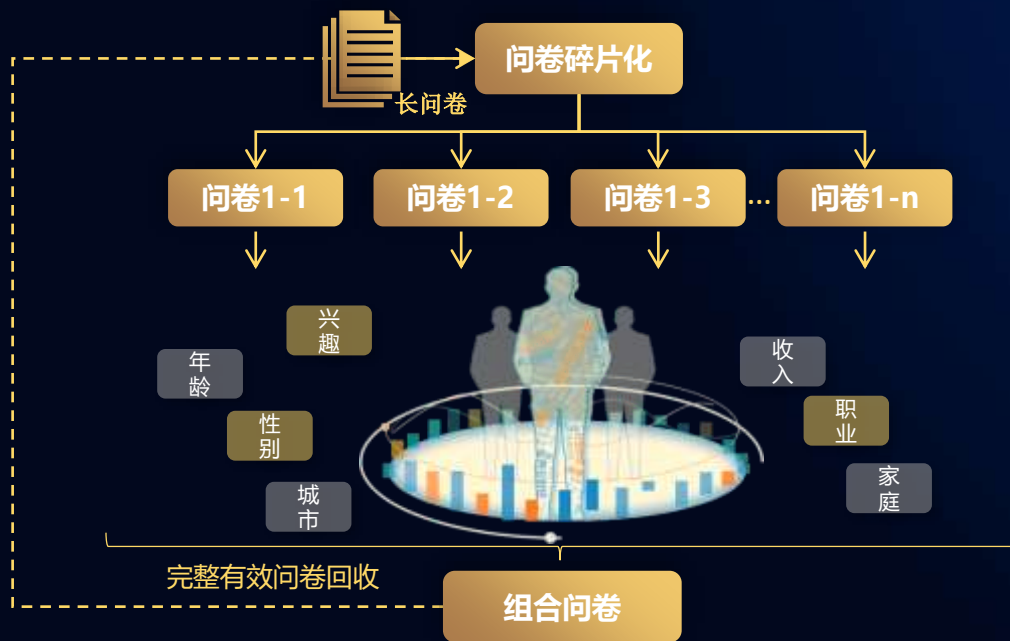 问卷碎片化
长问卷
问卷1-1
问卷1-2
问卷1-3
...
问卷1-n
兴
趣
年
龄
性
别
城
市
收
入
职
业
家
庭
完整有效问卷回收
组合问卷